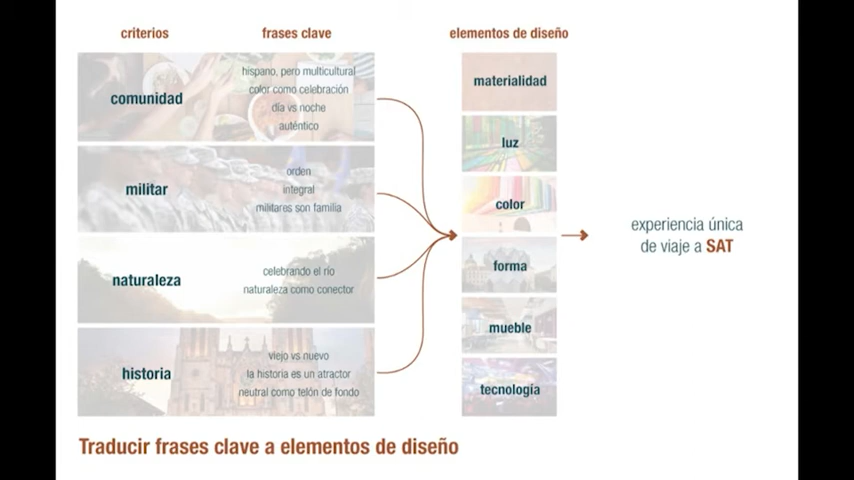 criterios
frases clave
elementos de diseño
comunidad
hispano, pero multicultural
color como celebración
día vs noche
auténtico
militar
orden
integral
militares son familia
naturaleza
celebrando el río
naturaleza como conector
historia
viejo vs nuevo
la historia es un atractor
neutral como telón de fondo
materialidad
luz
color
forma
mueble
tecnología
experiencia única
de viaje a SAT
Traducir frases clave a elementos de diseño